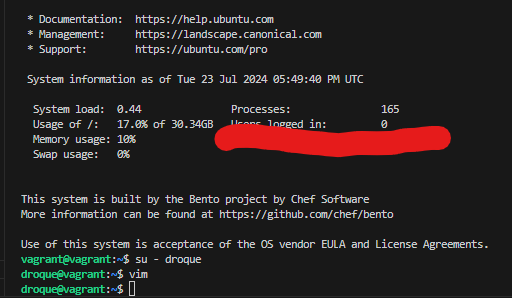 * Documentation: https://help.ubuntu.com
* Management: https://landscape.canonical.com
* Support: https://ubuntu.com/pro
System information as of Tue 23 Jul 2024 05:49:40 PM UTC
System load: 0.44 Processes: 165
Usage of /: 17.0% of 30.34GB Users logged in: 0
Memory usage: 10%
Swap usage: 0%
This system is built by the Bento project by Chef Software
More information can be found at https://github.com/chef/bento
Use of this system is acceptance of the OS vendor EULA and License Agreements.
vagrant@vagrant:~$ su - droque
droque@vagrant:~$ vim
droque@vagrant:~$